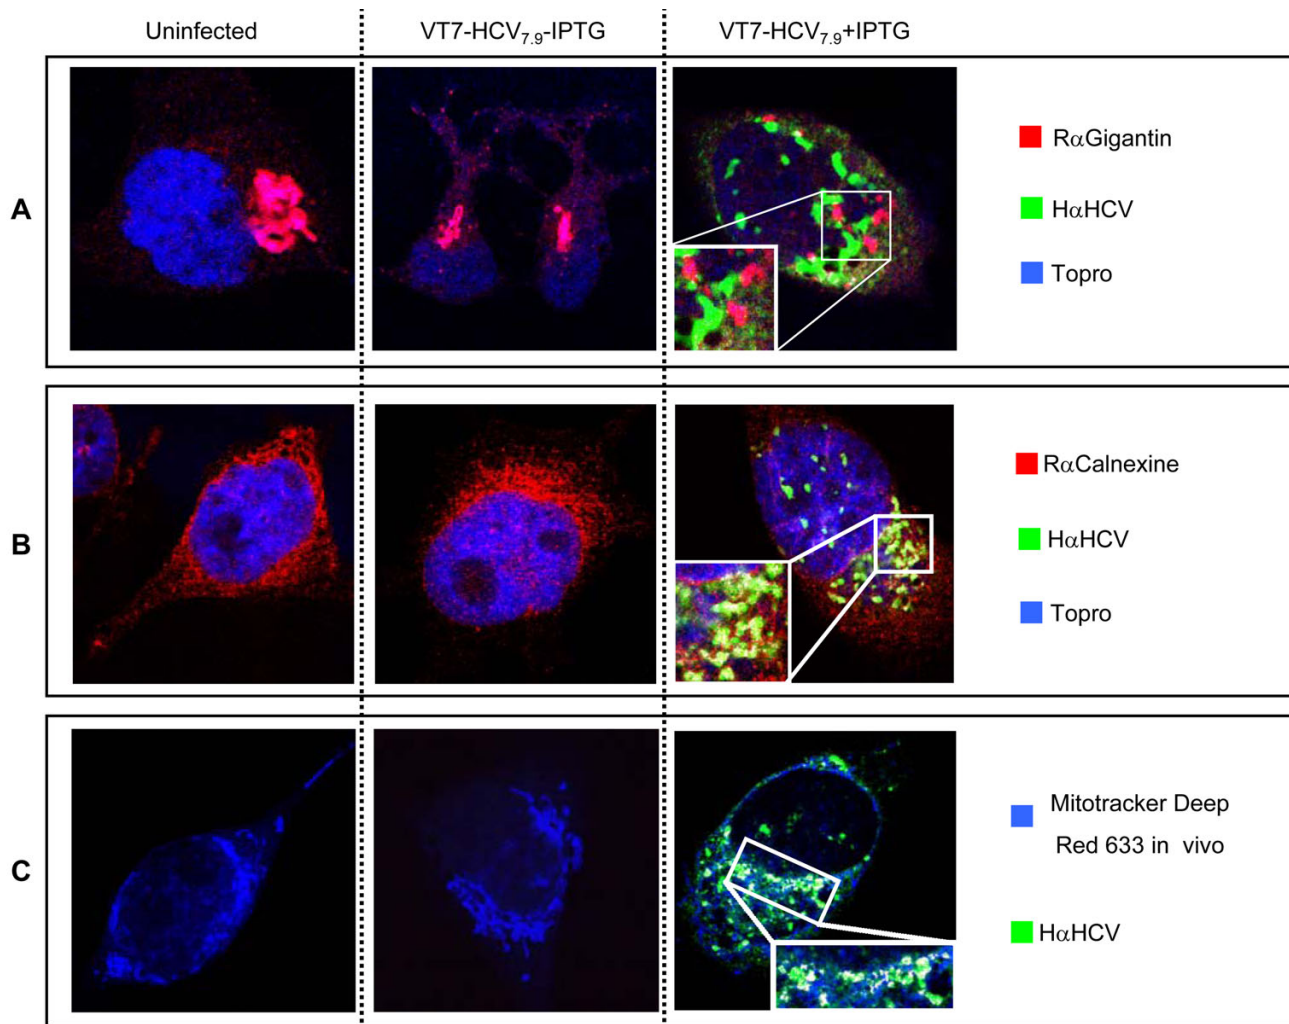 Uninfected
VT7-HCV7.9-IPTG
VT7-HCV7.9+IPTG
A
RαGigantin
HαHCV
Topro
B
RαCalnexine
HαHCV
Topro
C
Mitotracker Deep
Red 633 in vivo
HαHCV